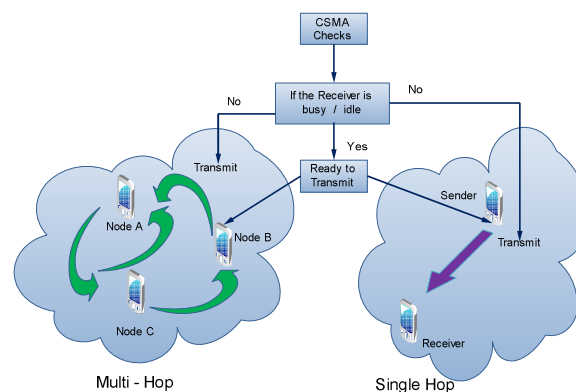 CSMA
Checks
If the Receiver is
busy / idle
No
No
Yes
Transmit
Ready to
Transmit
Sender
Node A
Node B
Transmit
Node C
Receiver
Multi - Hop
Single Hop